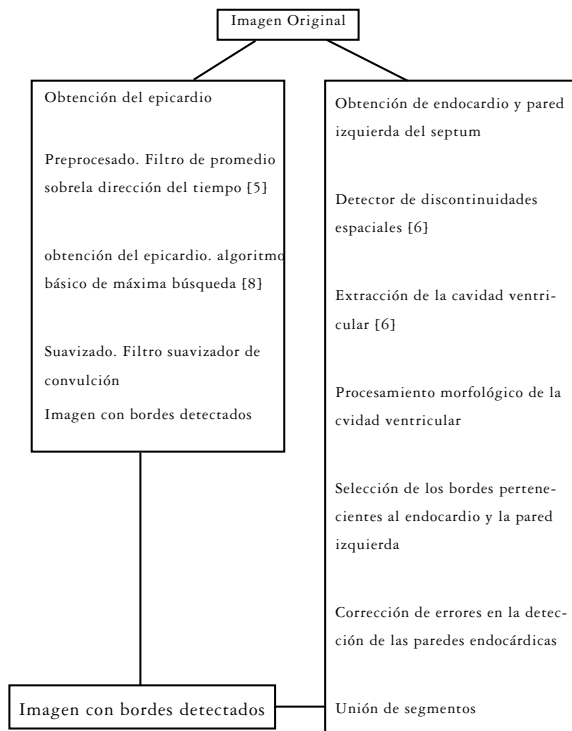 Imagen Original
Obtención del epicardio
Preprocesado. Filtro de promedio
sobrela dirección del tiempo [5]
obtención del epicardio. algoritmo
básico de máxima búsqueda [8]
Suavizado. Filtro suavizador de
convulción
Imagen con bordes detectados
Obtención de endocardio y pared
izquierda del septum
Detector de discontinuidades
espaciales [6]
Extracción de la cavidad ventri-
cular [6]
Procesamiento morfológico de la
cvidad ventricular
Selección de los bordes pertene-
cientes al endocardio y la pared
izquierda
Corrección de errores en la detec-
ción de las paredes endocárdicas
Unión de segmentos
Imagen con bordes detectados